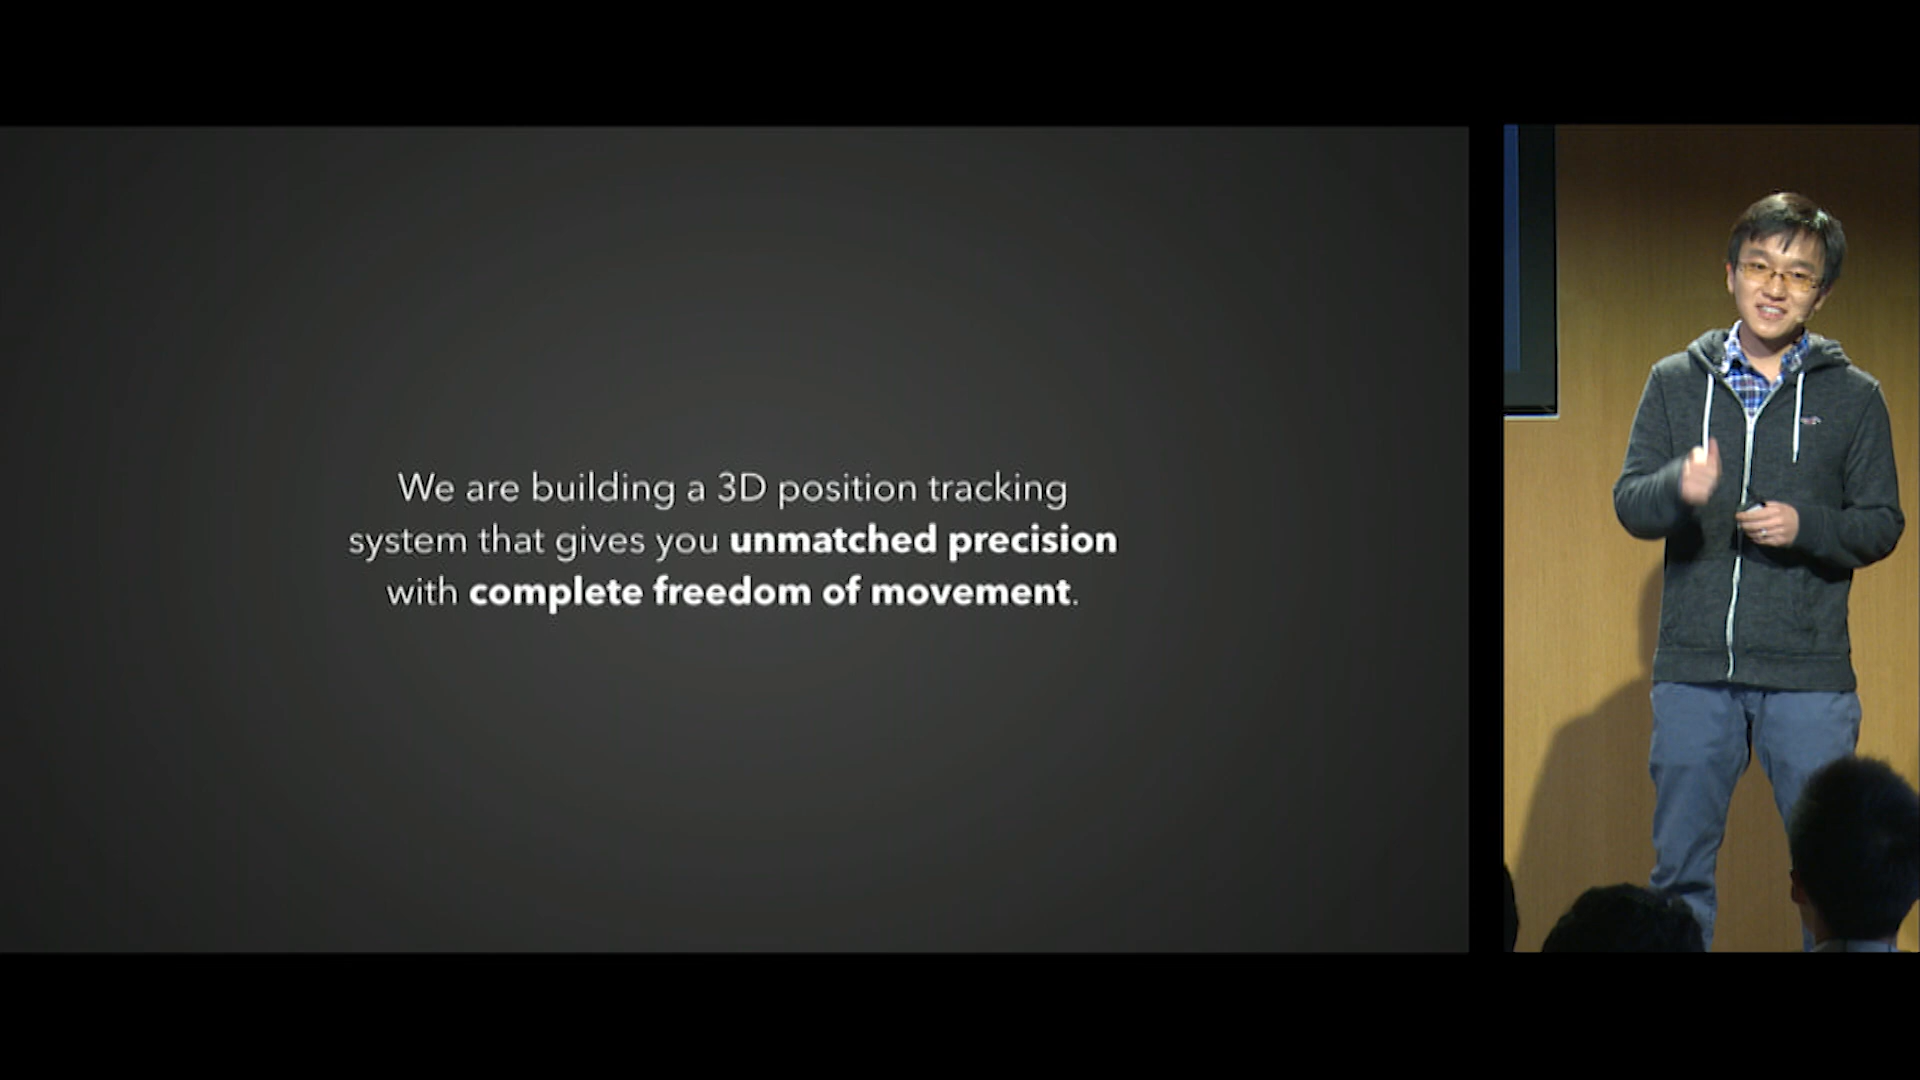 We are building a 3D position tracking
system that gives you unmatched precision
with complete freedom of movement.